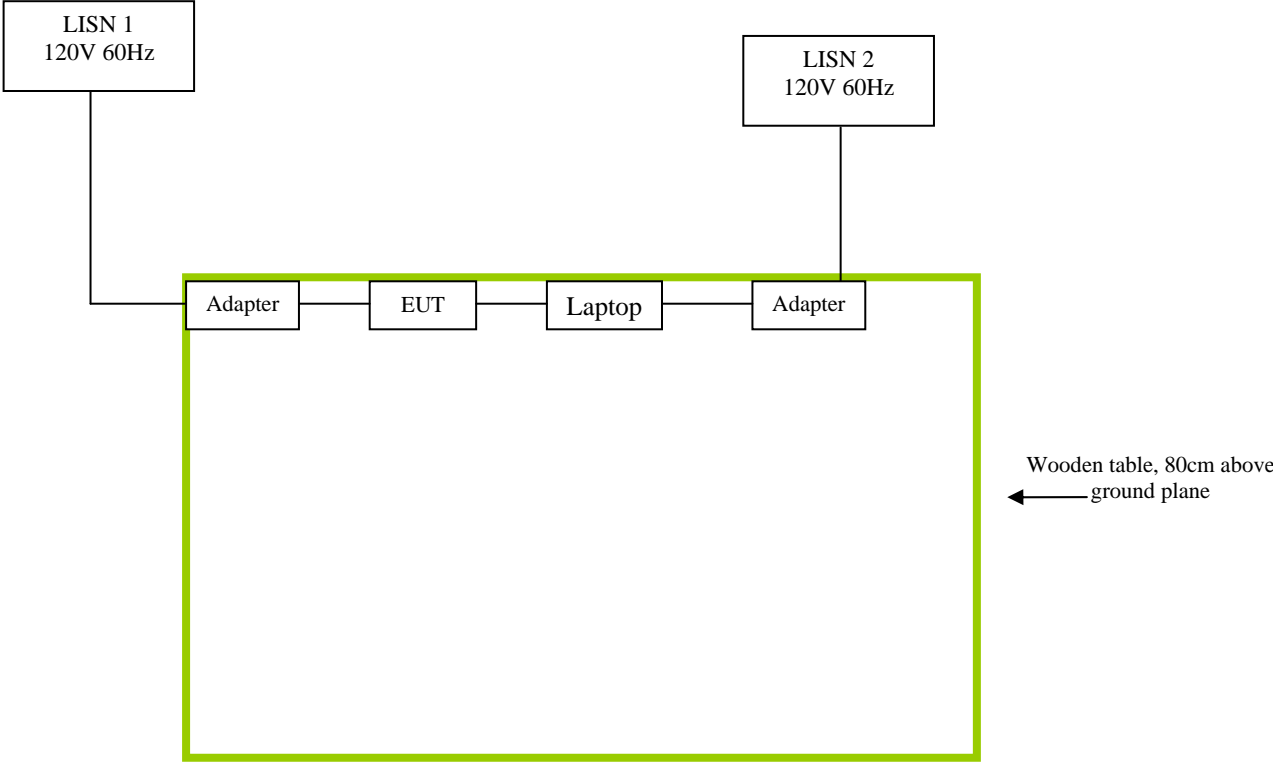 LISN 1
120V 60Hz
LISN 2
120V 60Hz
Adapter
EUT
Laptop
Adapter
Wooden table, 80cm above
ground plane